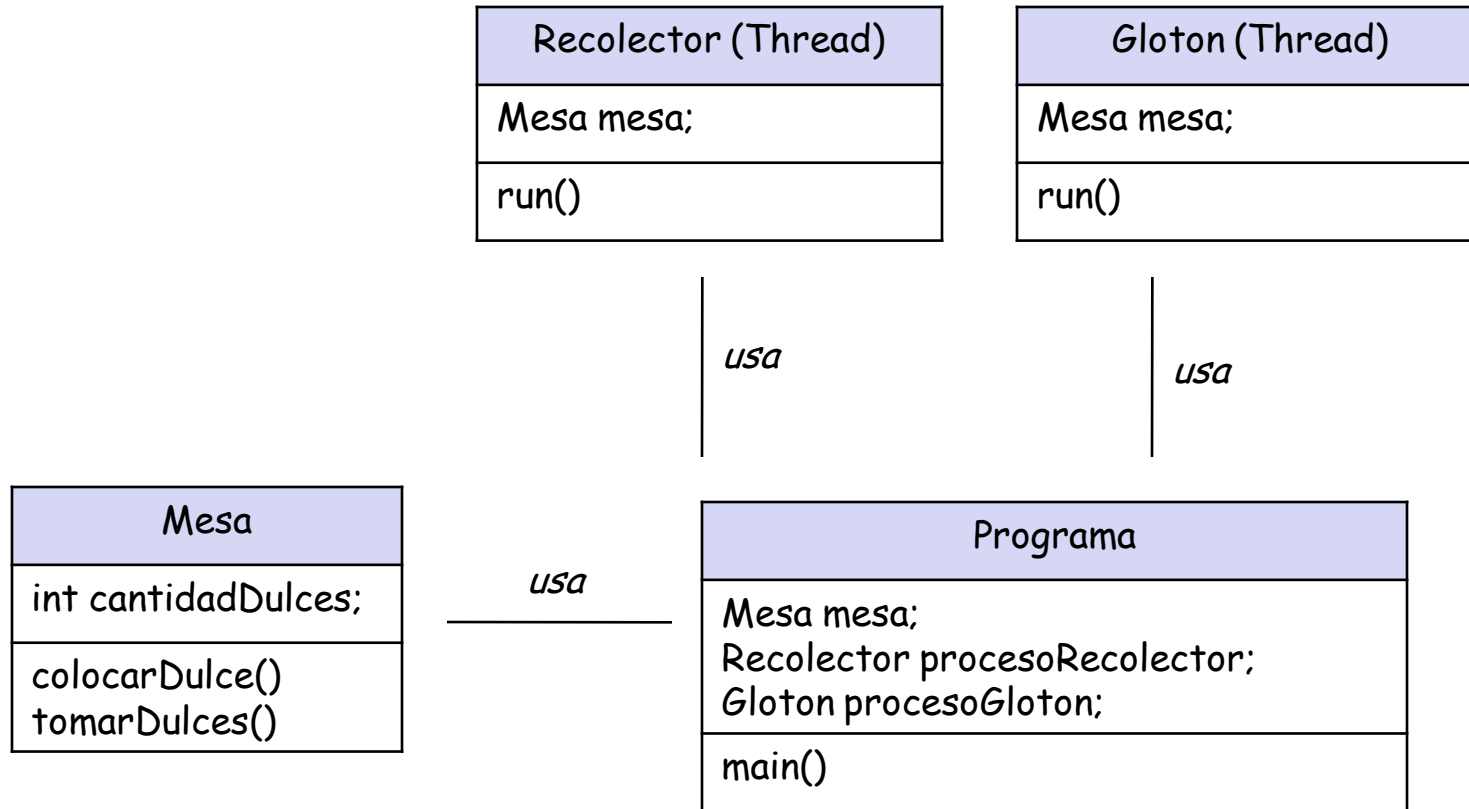 Recolector (Thread)
Mesa mesa;
run()
Gloton (Thread)
Mesa mesa;
run()
usa
usa
Mesa
int cantidadDulces;
colocarDulce()
tomarDulces()
usa
Programa
Mesa mesa;
Recolector procesoRecolector;
Gloton procesoGloton;
main()